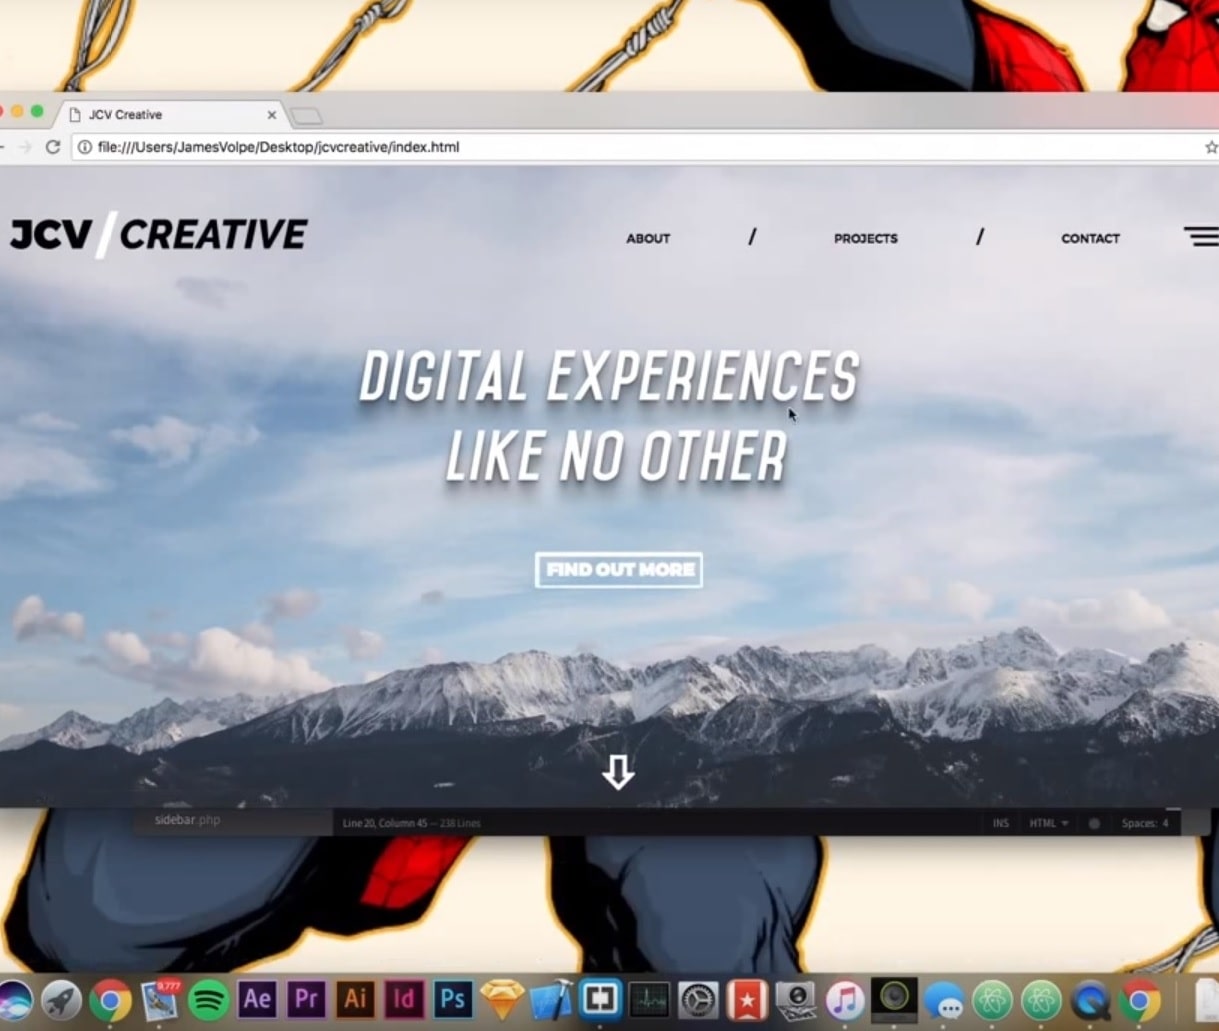 JCV Creative
file:///Users/JamesVolpe/Desktop/jcvcreative/index.html
JCV/CREATIVE
ABOUT / PROJECTS / CONTACT
DIGITAL EXPERIENCES
LIKE NO OTHER
FIND OUT MORE
sidebar.php
Line 20, Column 45 — 238 Lines
INS
HTML
Spaces: 4
9,777
Ae
Pr
Ai
Id
Ps